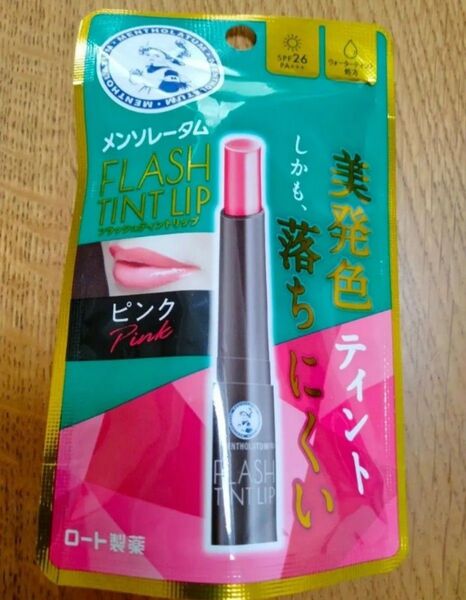 MENTHOLATUM
SPF26
PA+++
ウォーターティント
処方
メンソレータム
FLASH
TINT LIP
フラッシュティントリップ
ピンク
Pink
美発色ティント
しかも、落ちにくい
MENTHOLATUM
FLASH
TINT LIP
ロート製薬